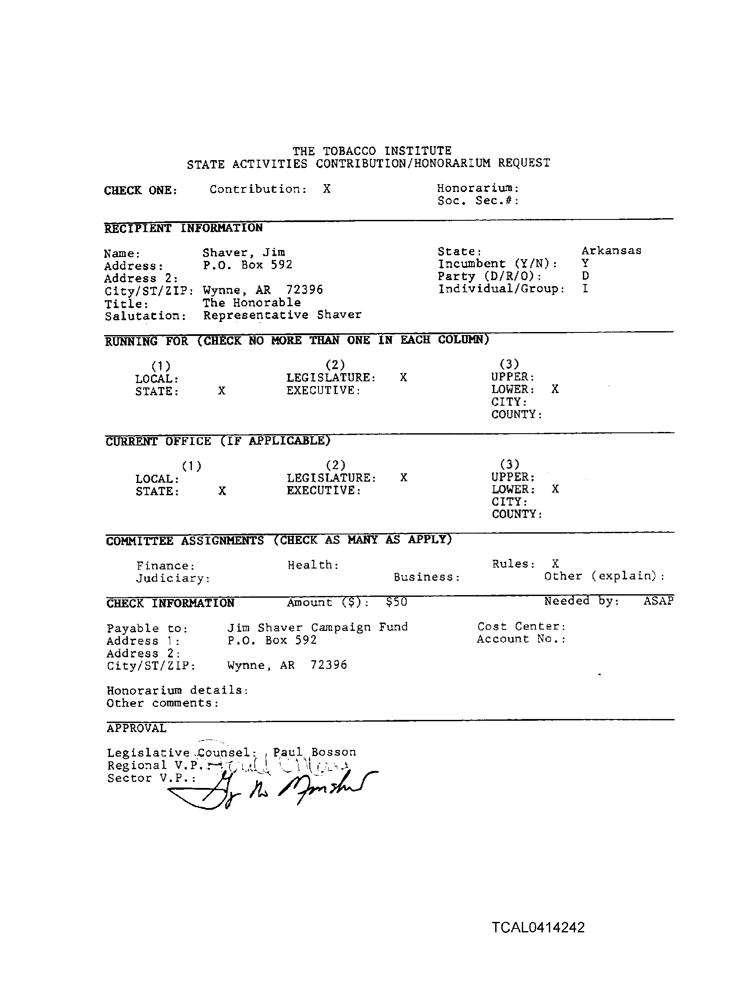 THE TOBACCO INSTITUTE
STATE ACTIVITIES CONTRIBUTION/HONORARIUM REQUEST
CHECK ONE: Contribution: X Honorarium:
Soc. Sec.#:
RECIPIENT INFORMATION
Name: Shaver, Jim State: Arkansas
Address: P.O. Box 592 Incumbent (Y/N): Y
Address 2: Party (D/R/O): D
City/ST/ZIP: Wynne, AR 72396 Individual/Group: I
Title: The Honorable
Salutation: Representative Shaver
RUNNING FOR (CHECK NO MORE THAN ONE IN EACH COLUMN)
(1) (2) (3)
LOCAL: LEGISLATURE: X UPPER:
STATE: X EXECUTIVE: LOWER: X
CITY:
COUNTY:
CURRENT OFFICE (IF APPLICABLE)
(1) (2) (3)
LOCAL: LEGISLATURE: X UPPER:
STATE: X EXECUTIVE: LOWER: X
CITY:
COUNTY:
COMMITTEE ASSIGNMENTS (CHECK AS MANY AS APPLY)
Finance: Health: Rules: X
Judiciary: Business: Other (explain):
CHECK INFORMATION Amount ($): $50 Needed by: ASAP
Payable to: Jim Shaver Campaign Fund Cost Center:
Address 1: P.O. Box 592 Account No.:
Address 2:
City/ST/ZIP: Wynne, AR 72396
Honorarium details:
Other comments:
APPROVAL
Legislative Counsel: Paul Bosson
Regional V.P.:
Sector V.P.:
TCAL0414242